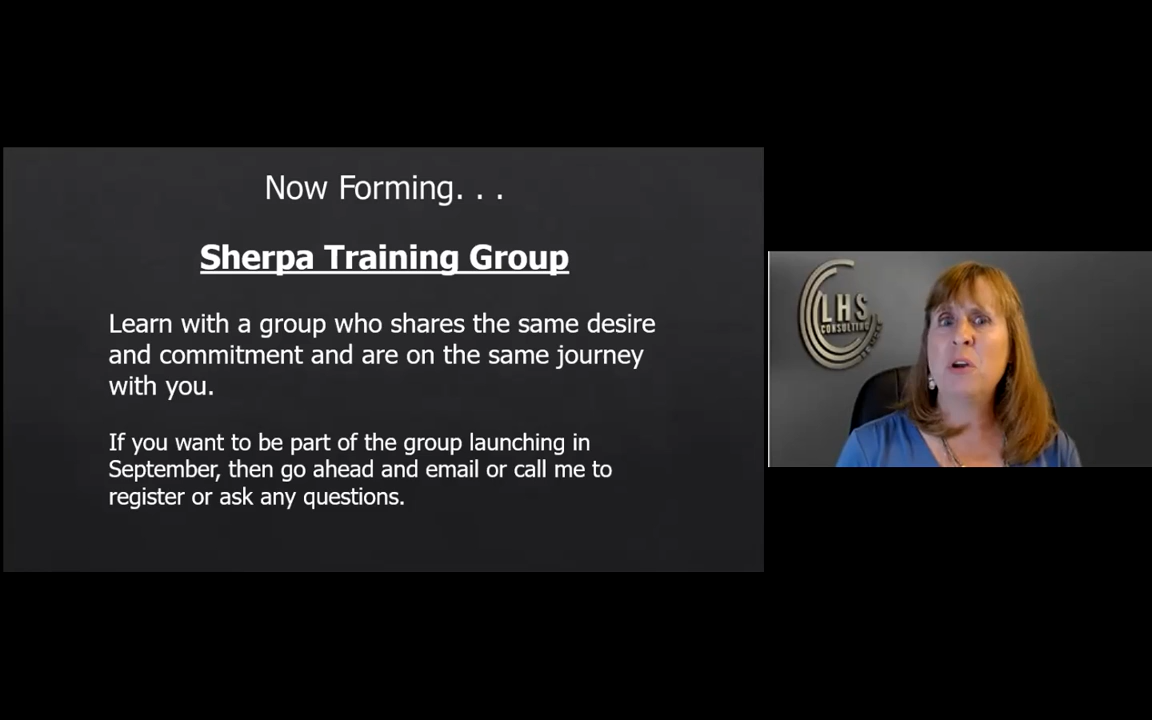 Now Forming. . .
Sherpa Training Group
Learn with a group who shares the same desire
and commitment and are on the same journey
with you.
If you want to be part of the group launching in
September, then go ahead and email or call me to
register or ask any questions.
LHS
CONSULTING